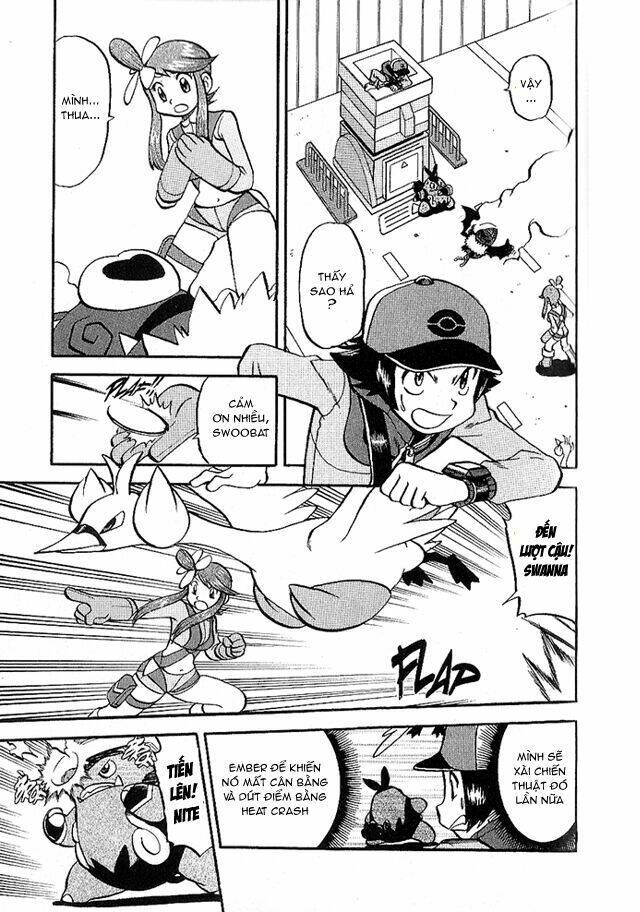 VẬY
...
THẤY
SAO HẢ
?
MÌNH...
THUA...
FLAP
CẢM
ƠN NHIỀU,
SWOOBAT
ĐẾN
LƯỢT CẬU!
SWANNA
FLAP
MÌNH SẼ
XÀI CHIẾN
THUẬT ĐÓ
LẦN NỮA
EMBER ĐỂ KHIẾN
NÓ MẤT CÂN BẰNG
VÀ DỨT ĐIỂM BẰNG
HEAT CRASH
TIẾN
LÊN!
NITE